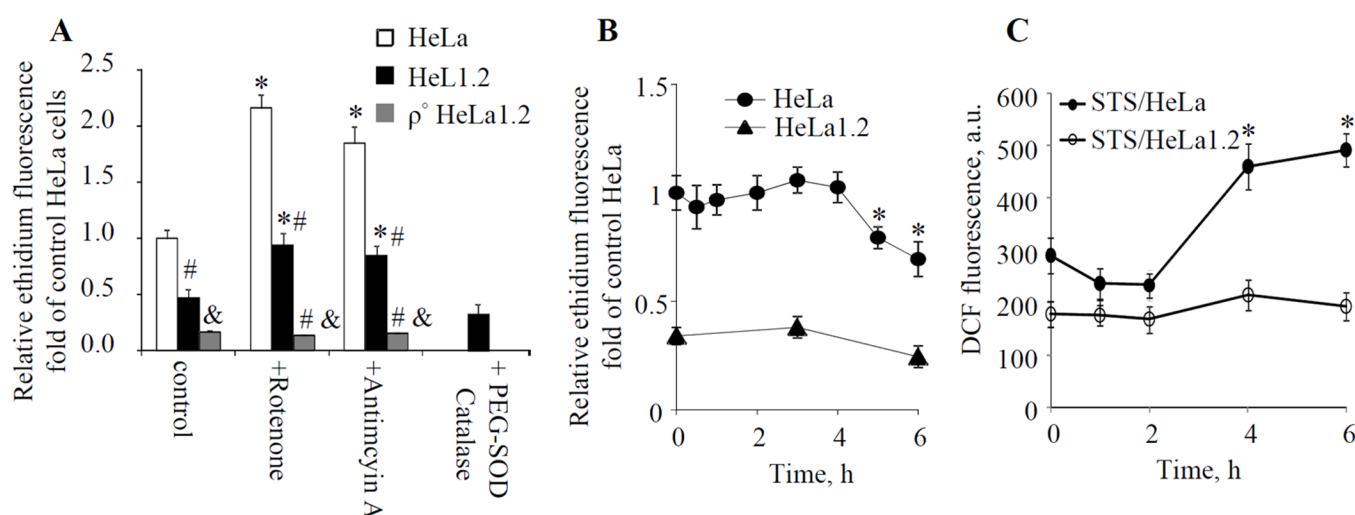 A
Relative ethidium fluorescence
fold of control HeLa cells
2.5
2.0
1.5
1.0
0.5
0.0
HeLa
HeL1.2
ρ° HeLa1.2
*
*
*#
*#
#
&
# &
# &
control
+Rotenone
+Antimcyin A
+ PEG-SOD
Catalase
B
Relative ethidium fluorescence
fold of control HeLa
1.5
1
0.5
0
HeLa
HeLa1.2
*
*
0
2
4
6
Time, h
C
DCF fluorescence, a.u.
600
500
400
300
200
100
0
STS/HeLa
STS/HeLa1.2
*
*
0
2
4
6
Time, h